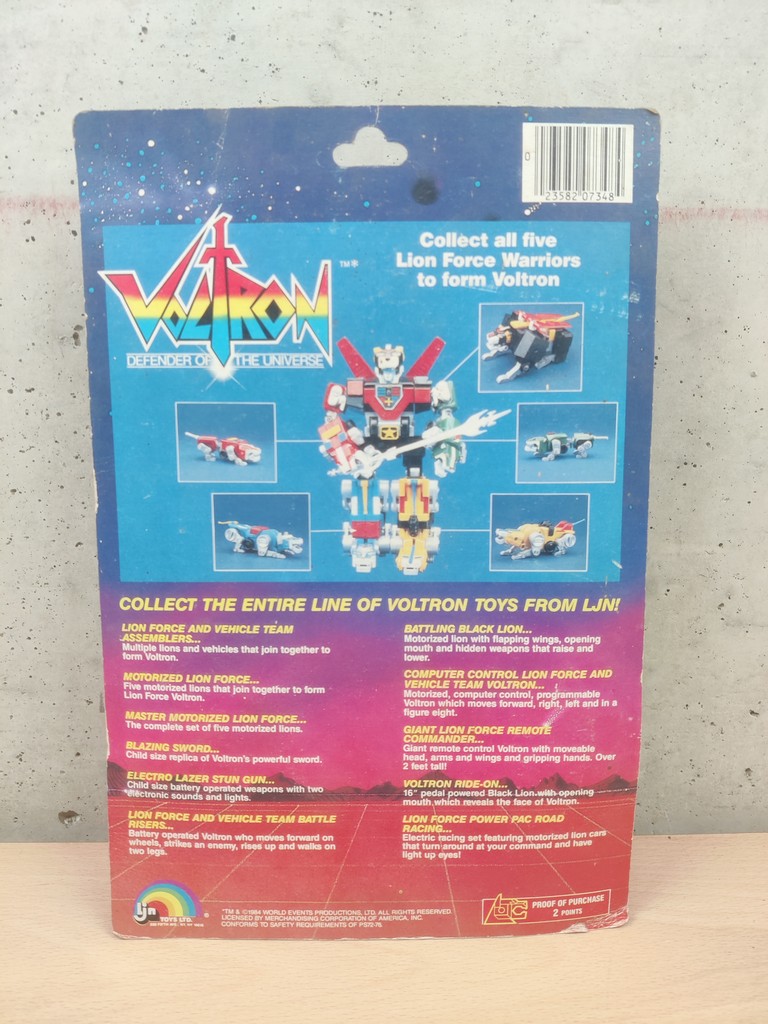 0
23582 07348
VOLTRON
TM*
DEFENDER OF THE UNIVERSE
Collect all five
Lion Force Warriors
to form Voltron
COLLECT THE ENTIRE LINE OF VOLTRON TOYS FROM LJN!
LION FORCE AND VEHICLE TEAM
ASSEMBLERS...
Multiple lions and vehicles that join together to
form Voltron.
MOTORIZED LION FORCE...
Five motorized lions that join together to form
Lion Force Voltron.
MASTER MOTORIZED LION FORCE...
The complete set of five motorized lions.
BLAZING SWORD...
Child size replica of Voltron's powerful sword.
ELECTRO LAZER STUN GUN...
Child size battery operated weapons with two
electronic sounds and lights.
LION FORCE AND VEHICLE TEAM BATTLE
RISERS...
Battery operated Voltron who moves forward on
wheels, strikes an enemy, rises up and walks on
two legs.
BATTLING BLACK LION...
Motorized lion with flapping wings, opening
mouth and hidden weapons that raise and
lower.
COMPUTER CONTROL LION FORCE AND
VEHICLE TEAM VOLTRON...
Motorized, computer control, programmable
Voltron which moves forward, right, left and in a
figure eight.
GIANT LION FORCE REMOTE
COMMANDER...
Giant remote control Voltron with moveable
head, arms and wings and gripping hands. Over
2 feet tall!
VOLTRON RIDE-ON...
16" pedal powered Black Lion with opening
mouth which reveals the face of Voltron.
LION FORCE POWER PAC ROAD
RACING...
Electric racing set featuring motorized lion cars
that turn around at your command and have
light up eyes!
Ljn
TOYS LTD.
®
*TM & ©1984 WORLD EVENTS PRODUCTIONS, LTD. ALL RIGHTS RESERVED
LICENSED BY MERCHANDISING CORPORATION OF AMERICA, INC.
CONFORMS TO SAFETY REQUIREMENTS OF PS72-76.
PROOF OF PURCHASE
2 POINTS